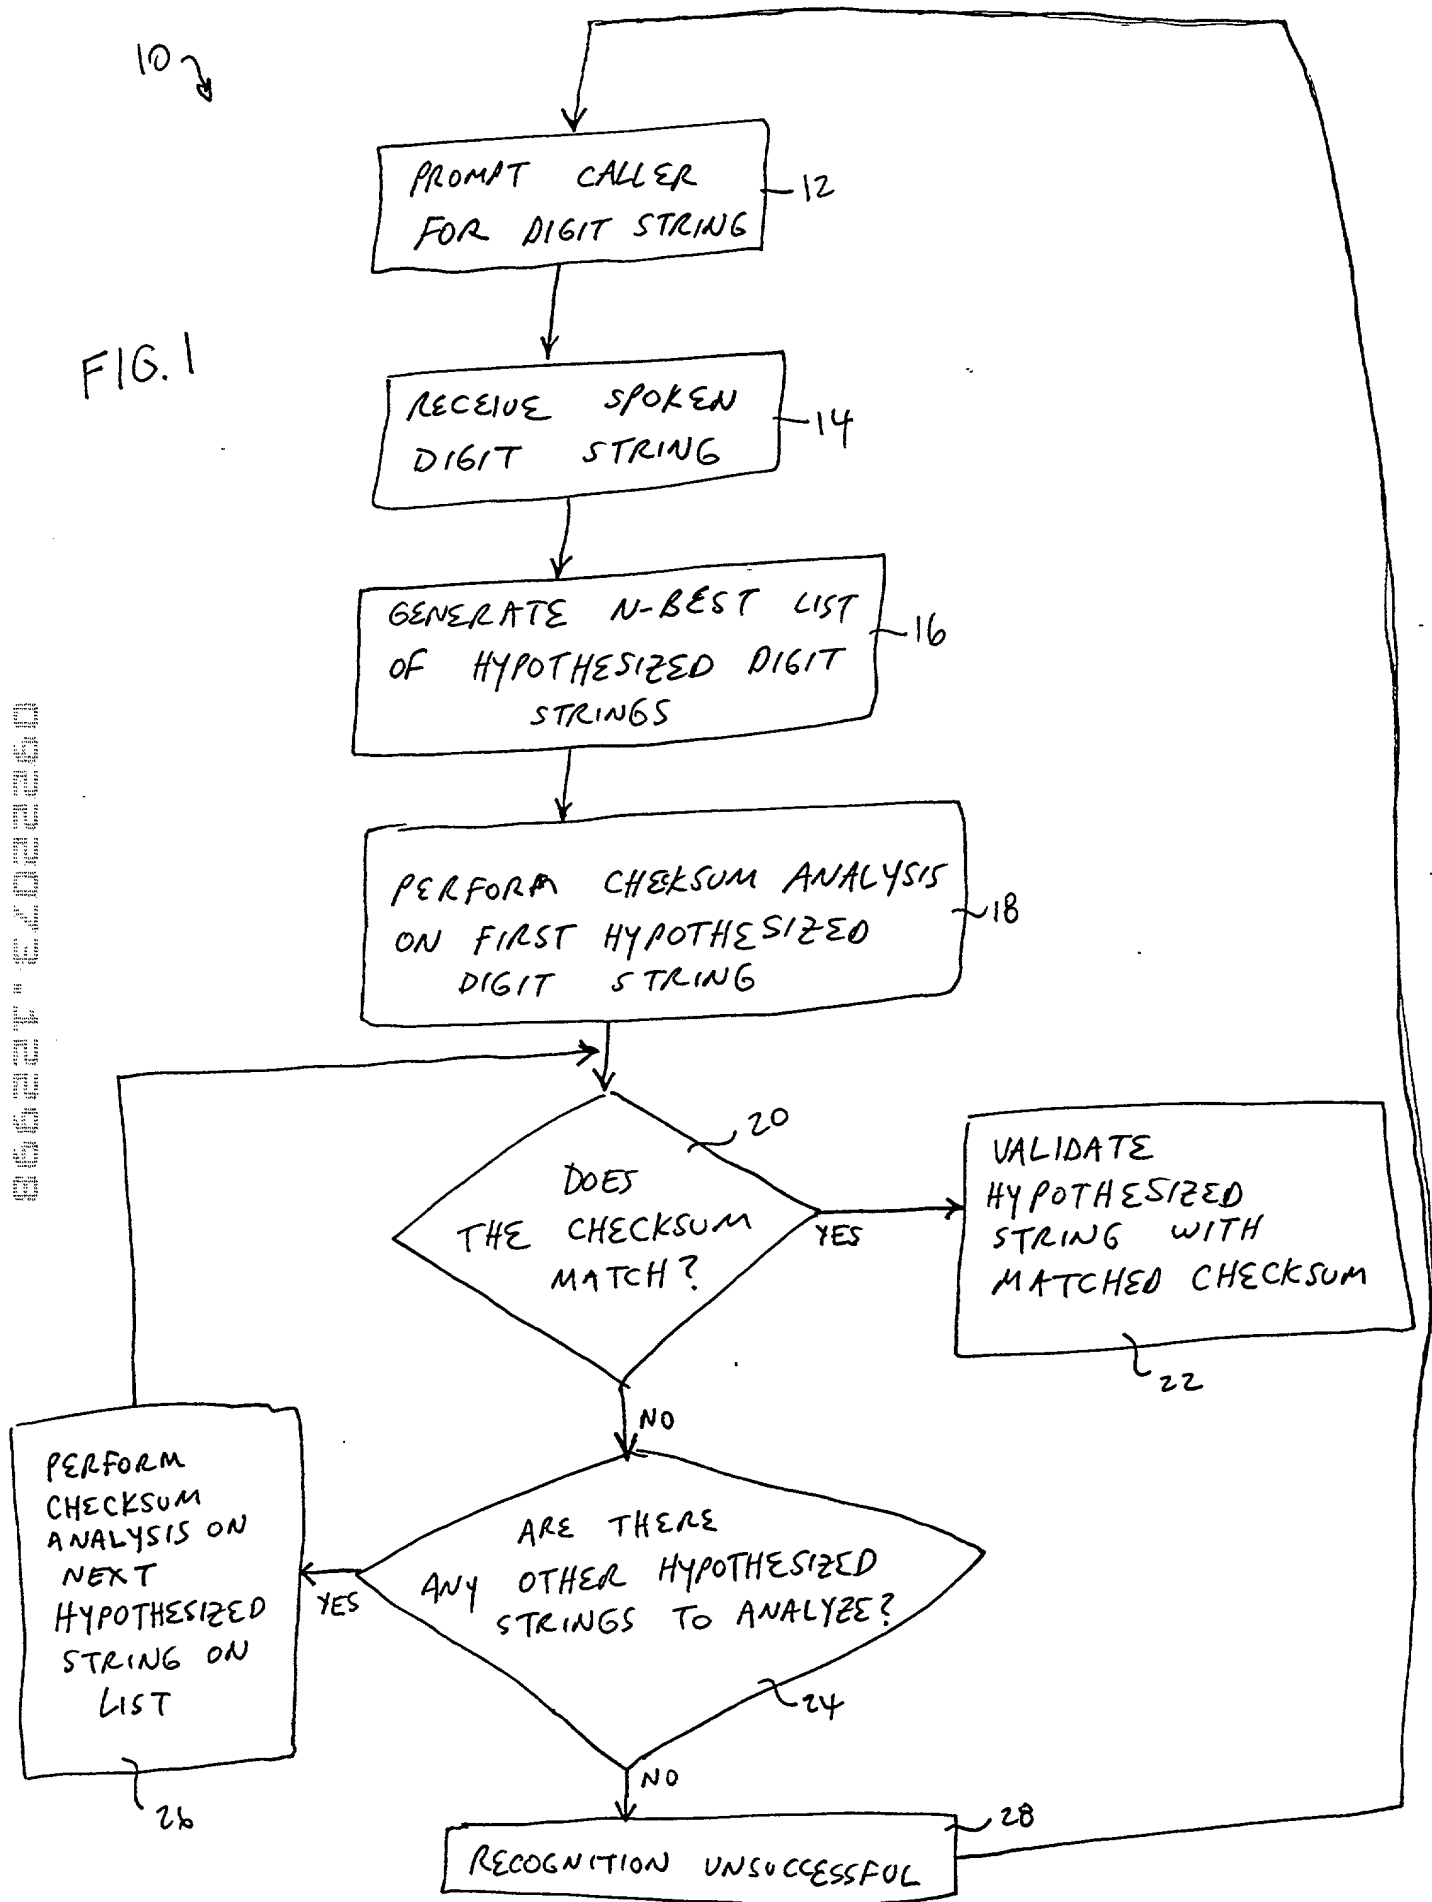 10
PROMPT CALLER
FOR DIGIT STRING
12
FIG. 1
RECEIVE SPOKEN
DIGIT STRING
14
GENERATE N-BEST LIST
OF HYPOTHESIZED DIGIT
STRINGS
16
PERFORM CHEKSUM ANALYSIS
ON FIRST HYPOTHESIZED
DIGIT STRING
18
20
DOES
THE CHECKSUM
MATCH?
YES
VALIDATE
HYPOTHESIZED
STRING WITH
MATCHED CHECKSUM
22
NO
PERFORM
CHECKSUM
ANALYSIS ON
NEXT
HYPOTHESIZED
STRING ON
LIST
26
YES
ARE THERE
ANY OTHER HYPOTHESIZED
STRINGS TO ANALYZE?
24
NO
28
RECOGNITION UNSUCCESSFUL